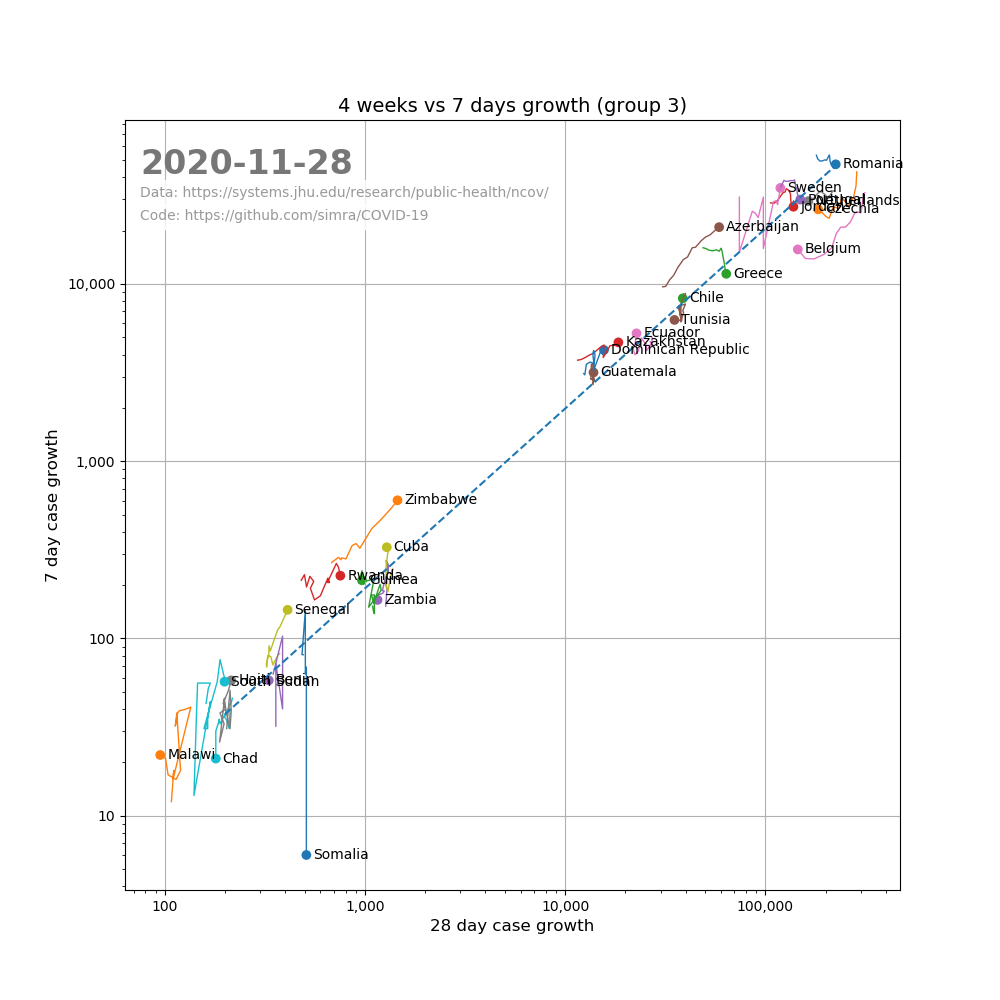 4 weeks vs 7 days growth (group 3)
2020-11-28
Data: https://systems.jhu.edu/research/public-health/ncov/
Code: https://github.com/simra/COVID-19
Romania
Sweden
Portugal
Netherlands
Jordan
Czechia
Azerbaijan
Belgium
Greece
Chile
Tunisia
Ecuador
Kazakhstan
Dominican Republic
Guatemala
Zimbabwe
Cuba
Rwanda
Guinea
Zambia
Senegal
Haiti
Benin
South Sudan
Malawi
Chad
Somalia
10,000
1,000
100
10
7 day case growth
100
1,000
10,000
100,000
28 day case growth